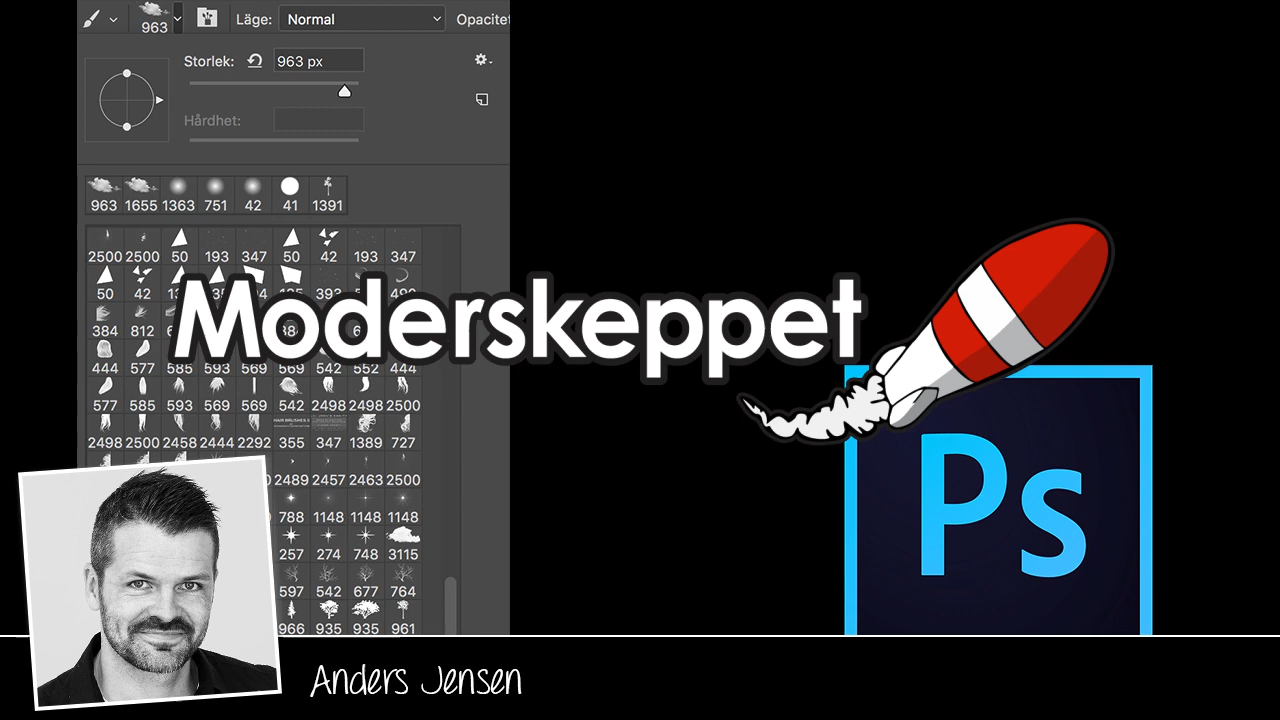 963 Läge: Normal Opacitet
Storlek: 963 px
Hårdhet:
963 1655 1363 751 42 41 1391
2500 2500 50 193 347 50 42 193 347
50 42
Moderskeppet
384 812
444 577 585 593 569 569 542 552 444
577 585 593 569 569 542 2498 2498 2500
2498 2500 2458 2444 2292 355 347 1389 727
2489 2457 2463 2500
788 1148 1148 1148
257 274 748 3115
597 542 677 764
966 935 935 961
Ps
Anders Jensen